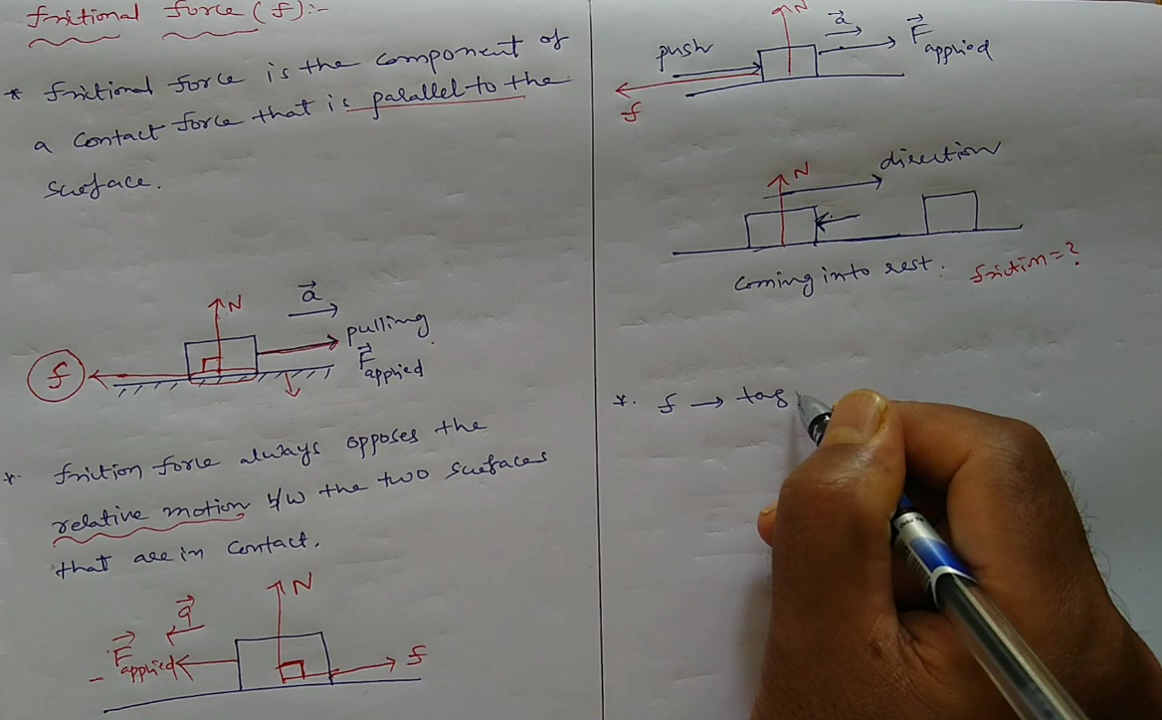 frictional force (f):-
* frictional force is the component of
a contact force that is parallel to the
surface.
N
a
pulling
F applied
f
*. friction force always opposes the
relative motion b/w the two surfaces
that are in contact.
N
a
- F applied
f
push
N
a
F applied
f
N
direction
coming into rest.
friction = ?
*. f → tag